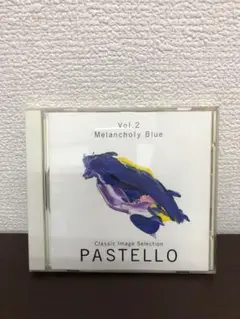 Vol.2
Melancholy Blue
Classic Image Selection
PASTELLO